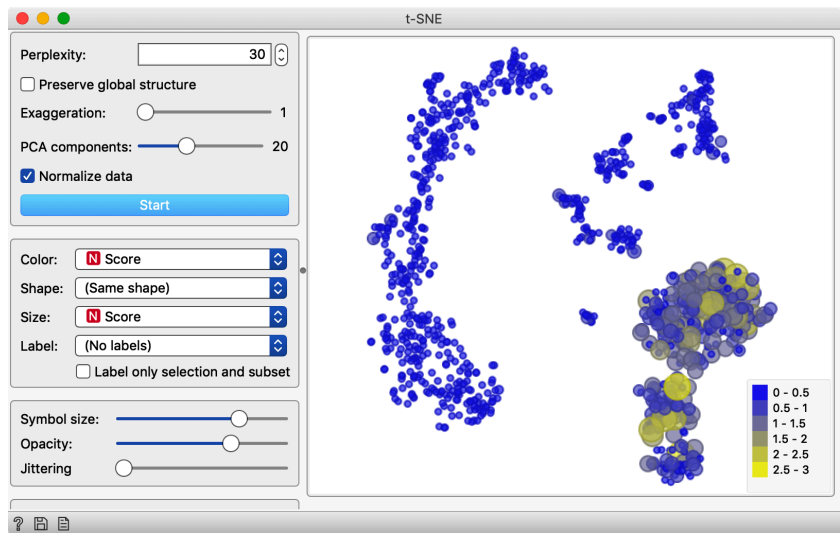 t-SNE
Perplexity: 30
Preserve global structure
Exaggeration: 1
PCA components: 20
Normalize data
Start
Color: N Score
Shape: (Same shape)
Size: N Score
Label: (No labels)
Label only selection and subset
Symbol size:
Opacity:
Jittering
0 - 0.5
0.5 - 1
1 - 1.5
1.5 - 2
2 - 2.5
2.5 - 3
?